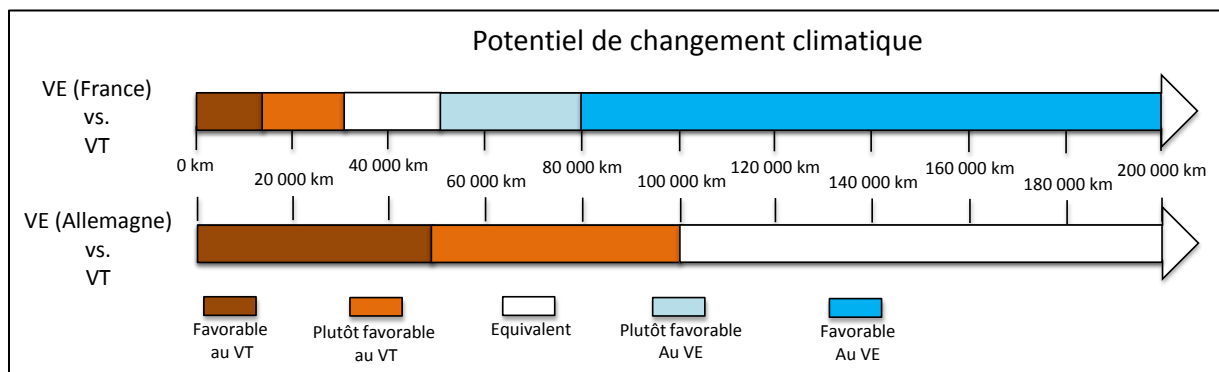 Potentiel de changement climatique
VE (France)
vs.
VT
0 km
20 000 km
40 000 km
60 000 km
80 000 km
100 000 km
120 000 km
140 000 km
160 000 km
180 000 km
200 000 km
VE (Allemagne)
vs.
VT
Favorable
au VT
Plutôt favorable
au VT
Equivalent
Plutôt favorable
Au VE
Favorable
Au VE